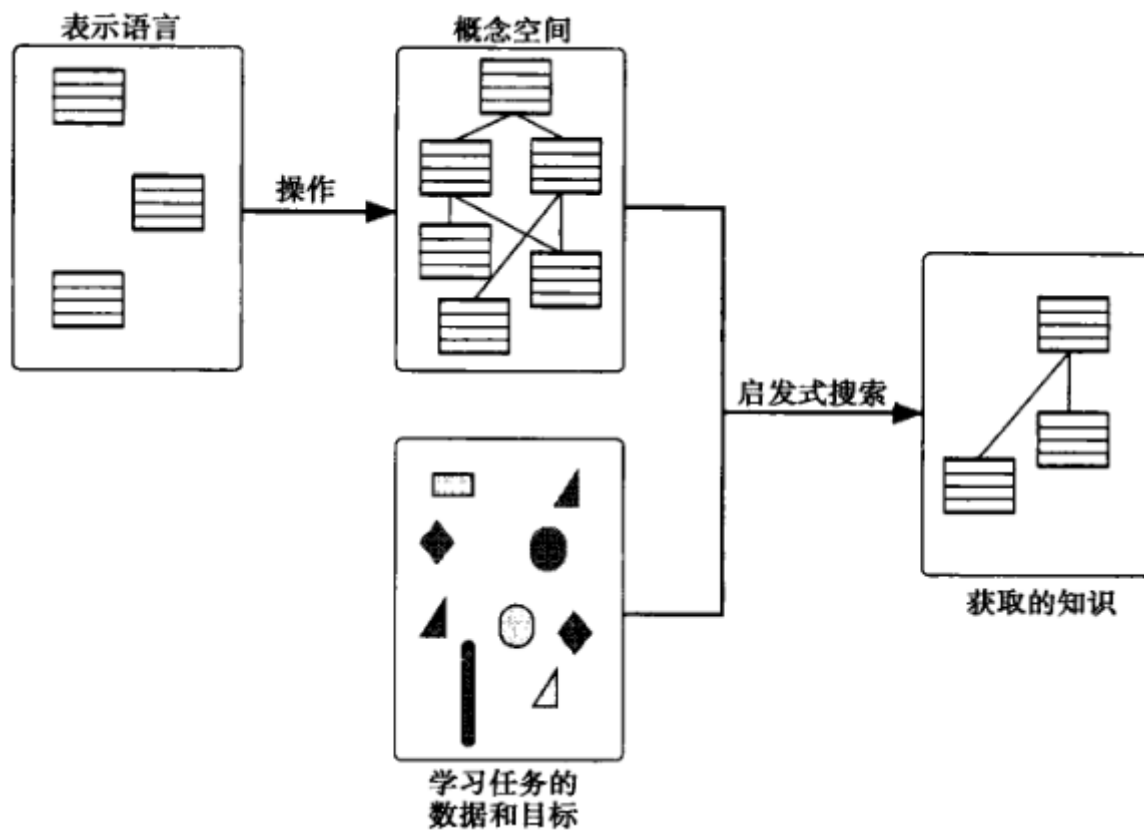 表示语言
概念空间
操作
启发式搜索
获取的知识
学习任务的
数据和目标